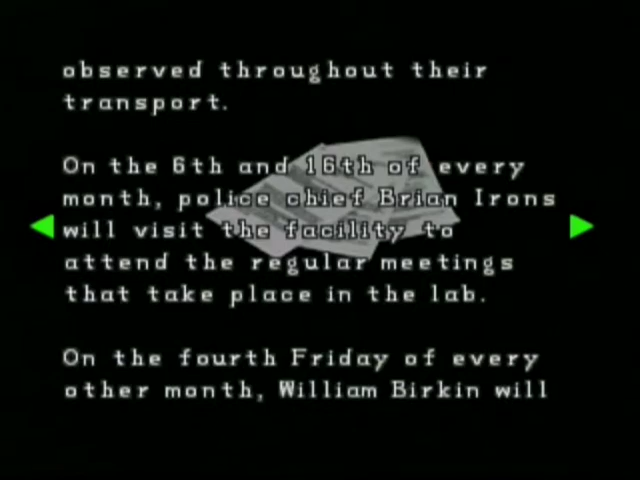 observed throughout their
transport.
On the 6th and 16th of every
month, police chief Brian Irons
will visit the facility to
attend the regular meetings
that take place in the lab.
On the fourth Friday of every
other month, William Birkin will